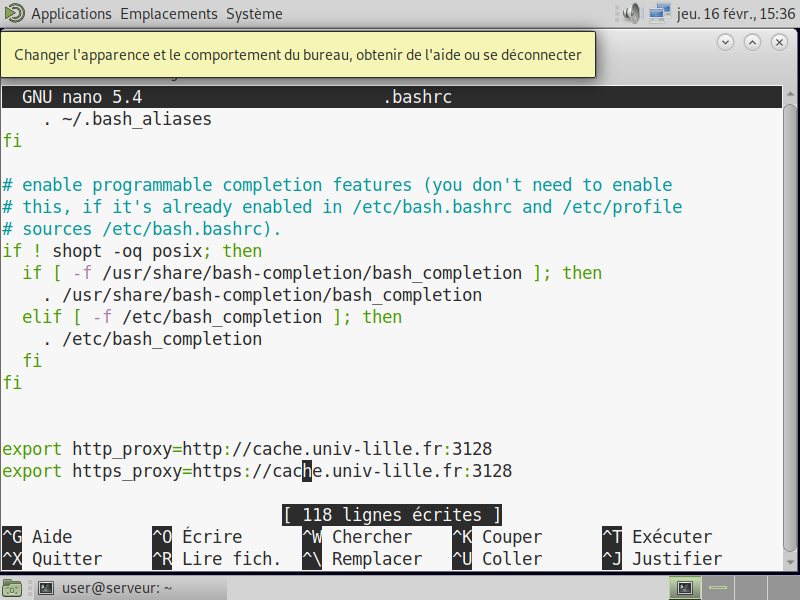 Applications Emplacements Système jeu. 16 févr., 15:36
Changer l'apparence et le comportement du bureau, obtenir de l'aide ou se déconnecter
GNU nano 5.4 .bashrc
. ~/.bash_aliases
fi
# enable programmable completion features (you don't need to enable
# this, if it's already enabled in /etc/bash.bashrc and /etc/profile
# sources /etc/bash.bashrc).
if ! shopt -oq posix; then
if [ -f /usr/share/bash-completion/bash_completion ]; then
. /usr/share/bash-completion/bash_completion
elif [ -f /etc/bash_completion ]; then
. /etc/bash_completion
fi
fi
export http_proxy=http://cache.univ-lille.fr:3128
export https_proxy=https://cache.univ-lille.fr:3128
[ 118 lignes écrites ]
^G Aide ^O Écrire ^W Chercher ^K Couper ^T Exécuter
^X Quitter ^R Lire fich. ^\ Remplacer ^U Coller ^J Justifier
user@serveur: ~